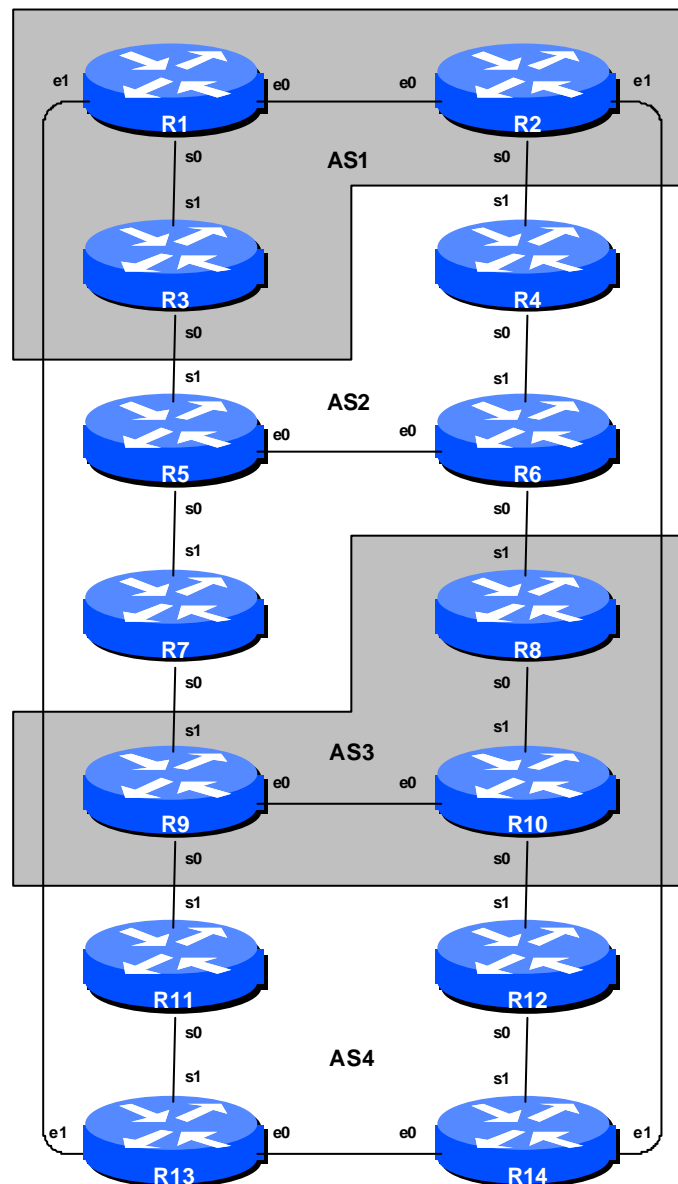 e1 e0 e0 e1
R1 R2
s0 AS1 s0
s1 s1
R3 R4
s0 s0
s1 AS2 s1
e0 e0
R5 R6
s0 s0
s1 s1
R7 R8
s0 s0
s1 AS3 s1
e0 e0
R9 R10
s0 s0
s1 s1
R11 R12
s0 AS4 s0
s1 s1
e1 e0 e0 e1
R13 R14